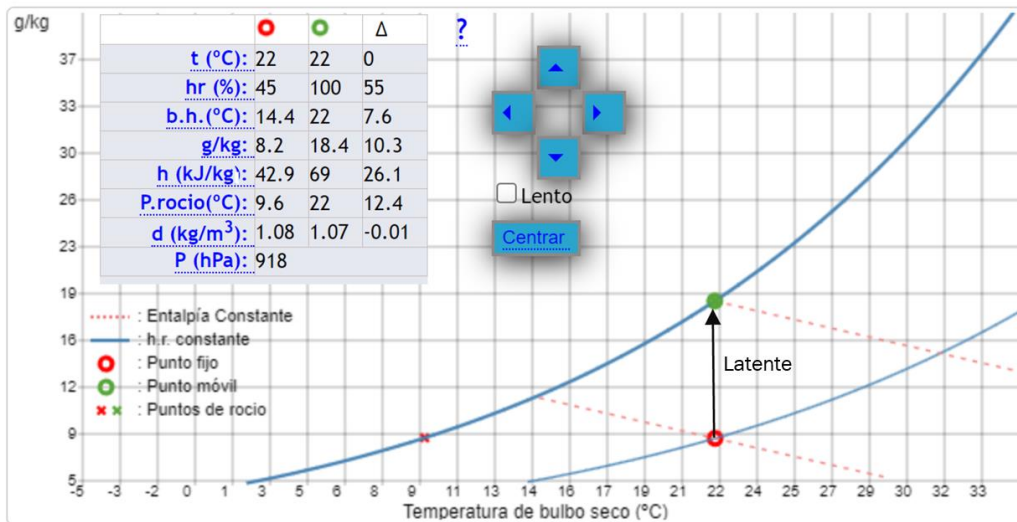 g/kg
Δ
t (ºC): 22 22 0
hr (%): 45 100 55
b.h.(ºC): 14.4 22 7.6
g/kg: 8.2 18.4 10.3
h (kJ/kg): 42.9 69 26.1
P.rocio(ºC): 9.6 22 12.4
d (kg/m³): 1.08 1.07 -0.01
P (hPa): 918
?
Lento
Centrar
37
33
30
26
23
19
16
12
9
5
: Entalpía Constante
: h.r. constante
: Punto fijo
: Punto móvil
: Puntos de rocio
Latente
-5 -3 -2 0 1 3 5 6 8 9 11 13 14 16 17 19 21 22 24 25 27 28 30 32 33
Temperatura de bulbo seco (ºC)